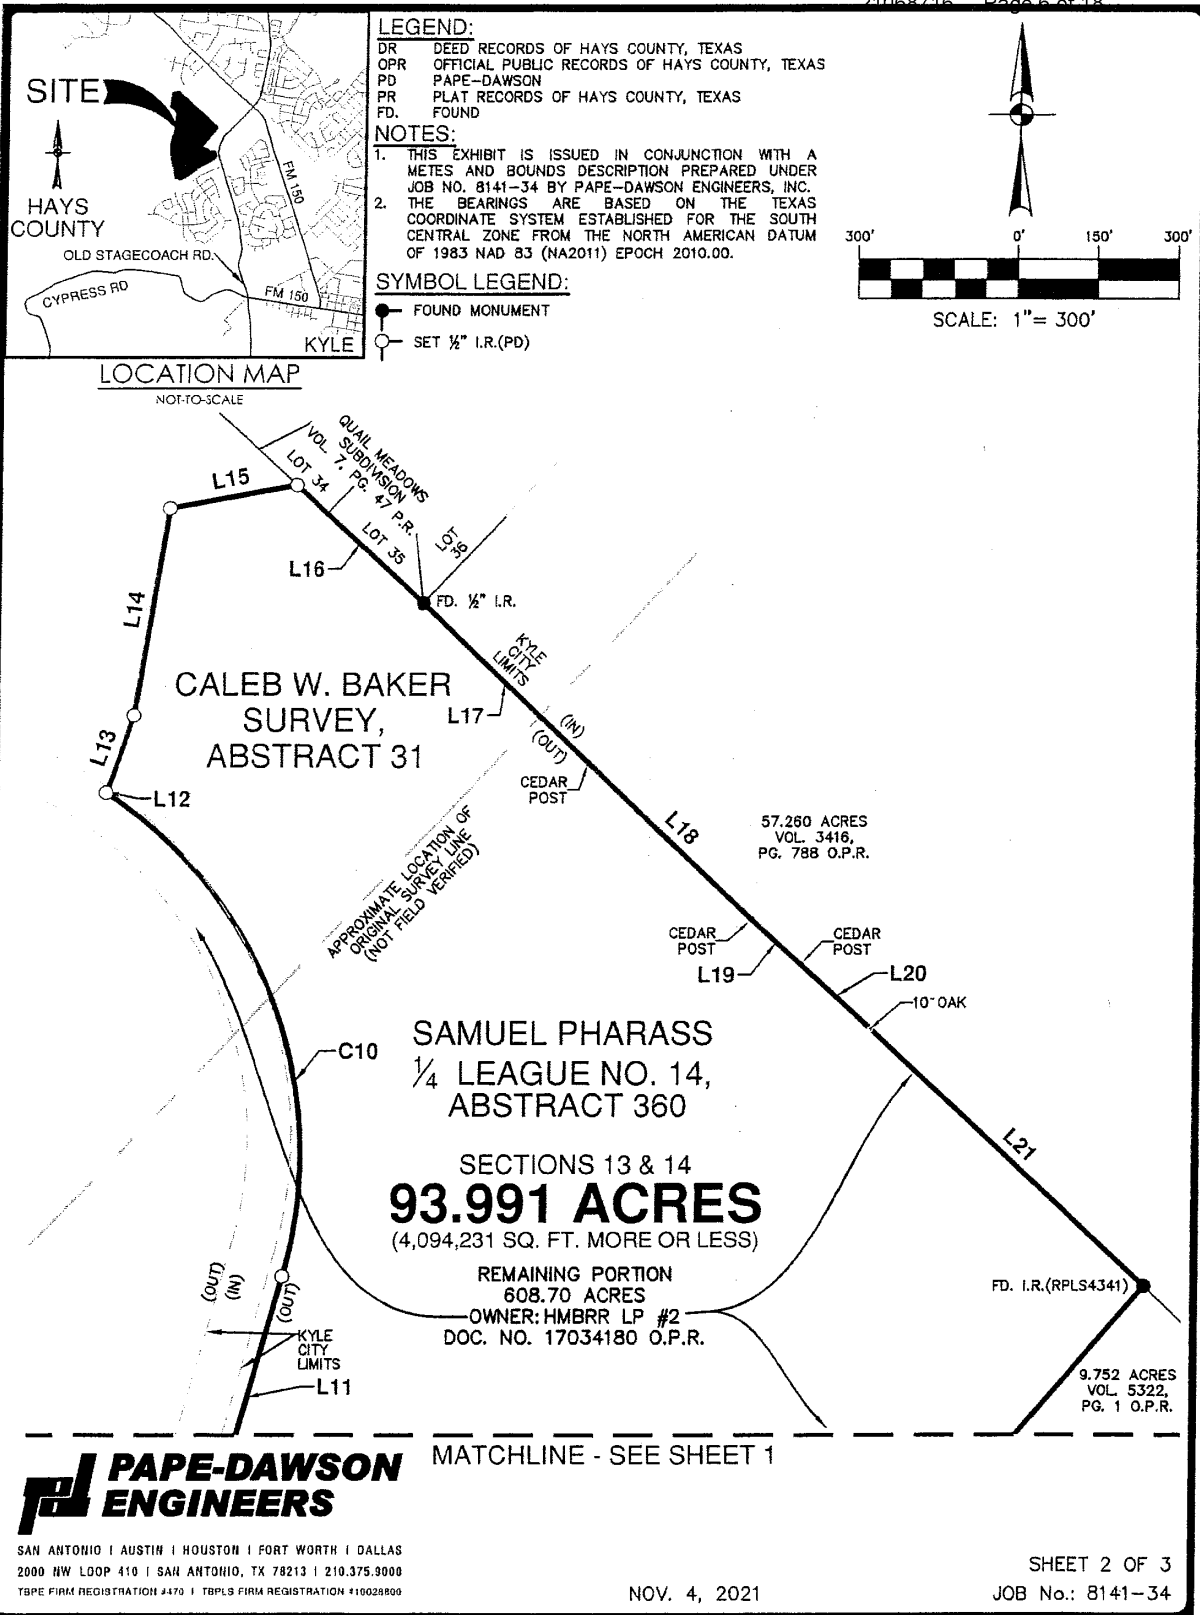 21068716 Page 6 of 18
LEGEND:
DR DEED RECORDS OF HAYS COUNTY, TEXAS
OPR OFFICIAL PUBLIC RECORDS OF HAYS COUNTY, TEXAS
PD PAPE-DAWSON
PR PLAT RECORDS OF HAYS COUNTY, TEXAS
FD. FOUND
NOTES:
1. THIS EXHIBIT IS ISSUED IN CONJUNCTION WITH A
METES AND BOUNDS DESCRIPTION PREPARED UNDER
JOB NO. 8141-34 BY PAPE-DAWSON ENGINEERS, INC.
2. THE BEARINGS ARE BASED ON THE TEXAS
COORDINATE SYSTEM ESTABLISHED FOR THE SOUTH
CENTRAL ZONE FROM THE NORTH AMERICAN DATUM
OF 1983 NAD 83 (NA2011) EPOCH 2010.00.
SYMBOL LEGEND:
FOUND MONUMENT
SET ½" I.R.(PD)
SITE
HAYS
COUNTY
FM 150
OLD STAGECOACH RD.
CYPRESS RD
FM 150
KYLE
LOCATION MAP
NOT-TO-SCALE
300' 0' 150' 300'
SCALE: 1"= 300'
QUAIL MEADOWS
SUBDIVISION
VOL. 7, PG. 47 P.R.
LOT 34
LOT 35
LOT
36
L15
L16
FD. ½" I.R.
L14
KYLE
CITY
LIMITS
CALEB W. BAKER
SURVEY,
ABSTRACT 31
L17
(IN)
(OUT)
L13
CEDAR
POST
L12
L18
57.260 ACRES
VOL. 3416,
PG. 788 O.P.R.
APPROXIMATE LOCATION OF
ORIGINAL SURVEY LINE
(NOT FIELD VERIFIED)
CEDAR
POST
CEDAR
POST
L19
L20
10" OAK
C10
SAMUEL PHARASS
¼ LEAGUE NO. 14,
ABSTRACT 360
L21
SECTIONS 13 & 14
93.991 ACRES
(4,094,231 SQ. FT. MORE OR LESS)
REMAINING PORTION
608.70 ACRES
OWNER: HMBRR LP #2
DOC. NO. 17034180 O.P.R.
FD. I.R.(RPLS4341)
(OUT)
(IN)
(OUT)
KYLE
CITY
LIMITS
L11
9.752 ACRES
VOL. 5322,
PG. 1 O.P.R.
MATCHLINE - SEE SHEET 1
PAPE-DAWSON
ENGINEERS
SAN ANTONIO | AUSTIN | HOUSTON | FORT WORTH | DALLAS
2000 NW LOOP 410 | SAN ANTONIO, TX 78213 | 210.375.9000
TBPE FIRM REGISTRATION #470 | TBPLS FIRM REGISTRATION #10028800
NOV. 4, 2021
SHEET 2 OF 3
JOB No.: 8141-34